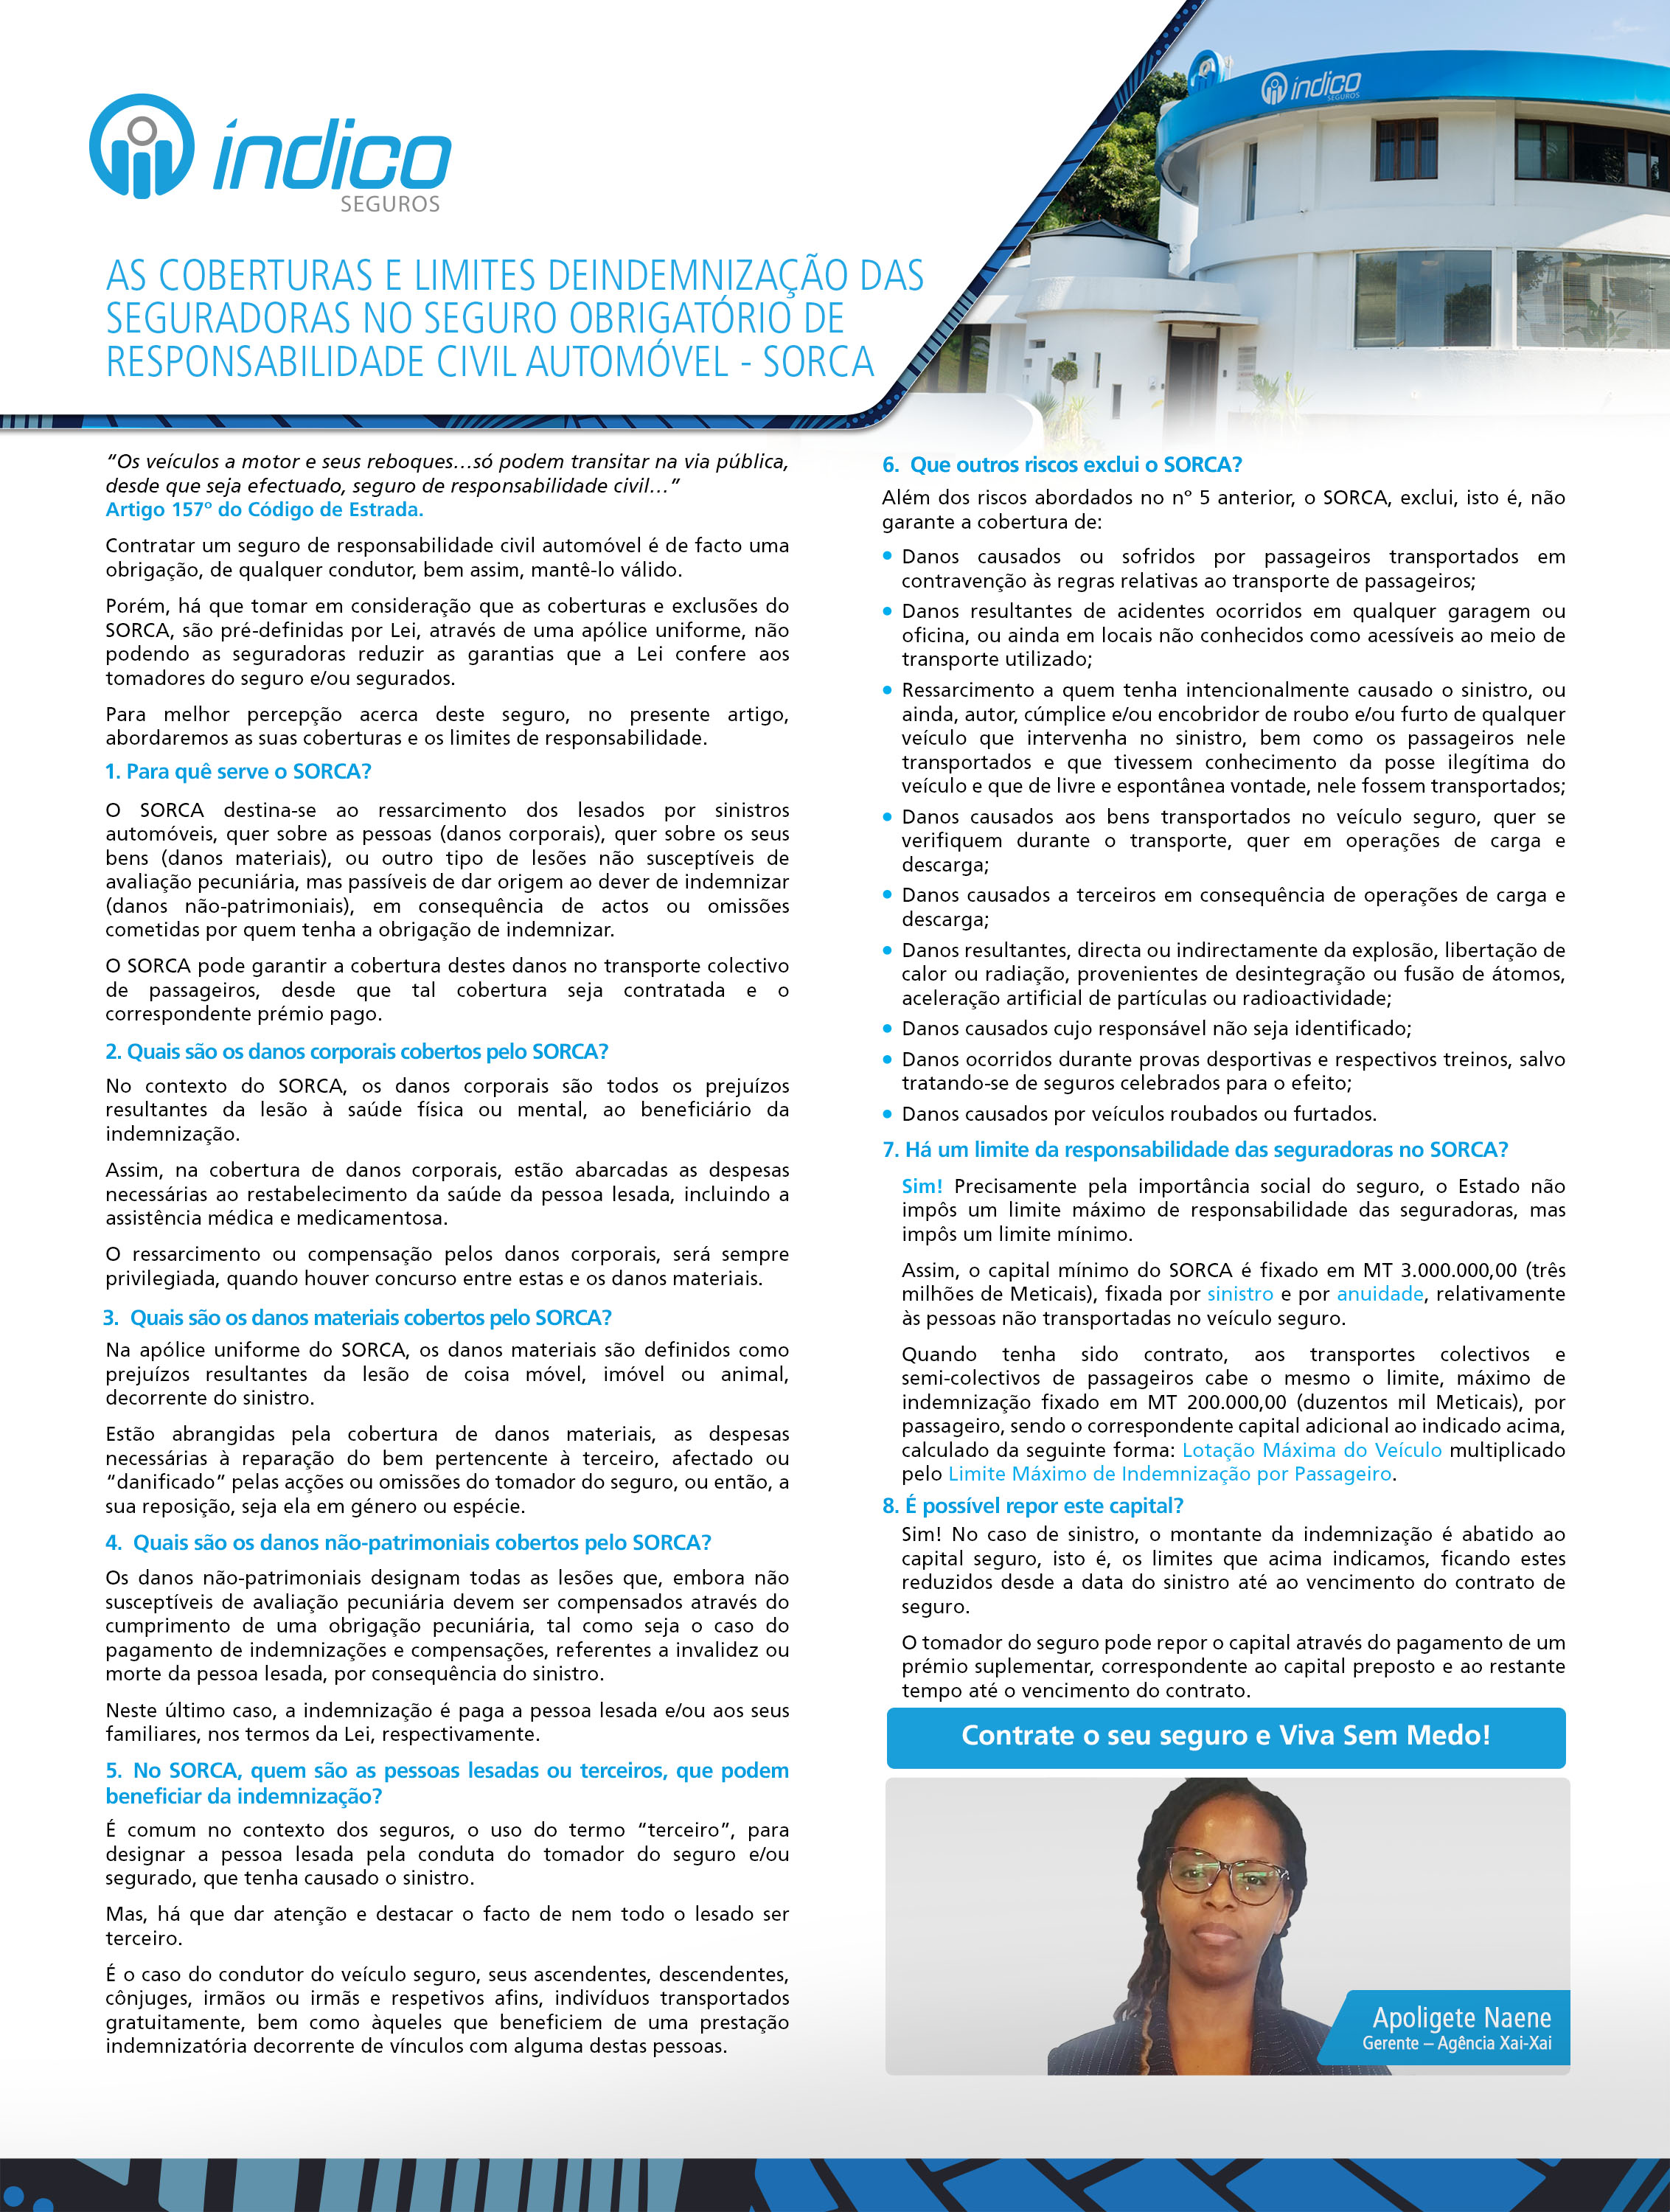 índico
SEGUROS
índico
SEGUROS
AS COBERTURAS E LIMITES DEINDEMNIZAÇÃO DAS
SEGURADORAS NO SEGURO OBRIGATÓRIO DE
RESPONSABILIDADE CIVIL AUTOMÓVEL - SORCA
“Os veículos a motor e seus reboques…só podem transitar na via pública,
desde que seja efectuado, seguro de responsabilidade civil…”
Artigo 157º do Código de Estrada.
Contratar um seguro de responsabilidade civil automóvel é de facto uma
obrigação, de qualquer condutor, bem assim, mantê-lo válido.
Porém, há que tomar em consideração que as coberturas e exclusões do
SORCA, são pré-definidas por Lei, através de uma apólice uniforme, não
podendo as seguradoras reduzir as garantias que a Lei confere aos
tomadores do seguro e/ou segurados.
Para melhor percepção acerca deste seguro, no presente artigo,
abordaremos as suas coberturas e os limites de responsabilidade.
1. Para quê serve o SORCA?
O SORCA destina-se ao ressarcimento dos lesados por sinistros
automóveis, quer sobre as pessoas (danos corporais), quer sobre os seus
bens (danos materiais), ou outro tipo de lesões não susceptíveis de
avaliação pecuniária, mas passíveis de dar origem ao dever de indemnizar
(danos não-patrimoniais), em consequência de actos ou omissões
cometidas por quem tenha a obrigação de indemnizar.
O SORCA pode garantir a cobertura destes danos no transporte colectivo
de passageiros, desde que tal cobertura seja contratada e o
correspondente prémio pago.
2. Quais são os danos corporais cobertos pelo SORCA?
No contexto do SORCA, os danos corporais são todos os prejuízos
resultantes da lesão à saúde física ou mental, ao beneficiário da
indemnização.
Assim, na cobertura de danos corporais, estão abarcadas as despesas
necessárias ao restabelecimento da saúde da pessoa lesada, incluindo a
assistência médica e medicamentosa.
O ressarcimento ou compensação pelos danos corporais, será sempre
privilegiada, quando houver concurso entre estas e os danos materiais.
3. Quais são os danos materiais cobertos pelo SORCA?
Na apólice uniforme do SORCA, os danos materiais são definidos como
prejuízos resultantes da lesão de coisa móvel, imóvel ou animal,
decorrente do sinistro.
Estão abrangidas pela cobertura de danos materiais, as despesas
necessárias à reparação do bem pertencente à terceiro, afectado ou
“danificado” pelas acções ou omissões do tomador do seguro, ou então, a
sua reposição, seja ela em género ou espécie.
4. Quais são os danos não-patrimoniais cobertos pelo SORCA?
Os danos não-patrimoniais designam todas as lesões que, embora não
susceptíveis de avaliação pecuniária devem ser compensados através do
cumprimento de uma obrigação pecuniária, tal como seja o caso do
pagamento de indemnizações e compensações, referentes a invalidez ou
morte da pessoa lesada, por consequência do sinistro.
Neste último caso, a indemnização é paga a pessoa lesada e/ou aos seus
familiares, nos termos da Lei, respectivamente.
5. No SORCA, quem são as pessoas lesadas ou terceiros, que podem
beneficiar da indemnização?
É comum no contexto dos seguros, o uso do termo “terceiro”, para
designar a pessoa lesada pela conduta do tomador do seguro e/ou
segurado, que tenha causado o sinistro.
Mas, há que dar atenção e destacar o facto de nem todo o lesado ser
terceiro.
É o caso do condutor do veículo seguro, seus ascendentes, descendentes,
cônjuges, irmãos ou irmãs e respetivos afins, indivíduos transportados
gratuitamente, bem como àqueles que beneficiem de uma prestação
indemnizatória decorrente de vínculos com alguma destas pessoas.
6. Que outros riscos exclui o SORCA?
Além dos riscos abordados no nº 5 anterior, o SORCA, exclui, isto é, não
garante a cobertura de:
• Danos causados ou sofridos por passageiros transportados em
contravenção às regras relativas ao transporte de passageiros;
• Danos resultantes de acidentes ocorridos em qualquer garagem ou
oficina, ou ainda em locais não conhecidos como acessíveis ao meio de
transporte utilizado;
• Ressarcimento a quem tenha intencionalmente causado o sinistro, ou
ainda, autor, cúmplice e/ou encobridor de roubo e/ou furto de qualquer
veículo que intervenha no sinistro, bem como os passageiros nele
transportados e que tivessem conhecimento da posse ilegítima do
veículo e que de livre e espontânea vontade, nele fossem transportados;
• Danos causados aos bens transportados no veículo seguro, quer se
verifiquem durante o transporte, quer em operações de carga e
descarga;
• Danos causados a terceiros em consequência de operações de carga e
descarga;
• Danos resultantes, directa ou indirectamente da explosão, libertação de
calor ou radiação, provenientes de desintegração ou fusão de átomos,
aceleração artificial de partículas ou radioactividade;
• Danos causados cujo responsável não seja identificado;
• Danos ocorridos durante provas desportivas e respectivos treinos, salvo
tratando-se de seguros celebrados para o efeito;
• Danos causados por veículos roubados ou furtados.
7. Há um limite da responsabilidade das seguradoras no SORCA?
Sim! Precisamente pela importância social do seguro, o Estado não
impôs um limite máximo de responsabilidade das seguradoras, mas
impôs um limite mínimo.
Assim, o capital mínimo do SORCA é fixado em MT 3.000.000,00 (três
milhões de Meticais), fixada por sinistro e por anuidade, relativamente
às pessoas não transportadas no veículo seguro.
Quando tenha sido contrato, aos transportes colectivos e
semi-colectivos de passageiros cabe o mesmo o limite, máximo de
indemnização fixado em MT 200.000,00 (duzentos mil Meticais), por
passageiro, sendo o correspondente capital adicional ao indicado acima,
calculado da seguinte forma: Lotação Máxima do Veículo multiplicado
pelo Limite Máximo de Indemnização por Passageiro.
8. É possível repor este capital?
Sim! No caso de sinistro, o montante da indemnização é abatido ao
capital seguro, isto é, os limites que acima indicamos, ficando estes
reduzidos desde a data do sinistro até ao vencimento do contrato de
seguro.
O tomador do seguro pode repor o capital através do pagamento de um
prémio suplementar, correspondente ao capital preposto e ao restante
tempo até o vencimento do contrato.
Contrate o seu seguro e Viva Sem Medo!
Apoligete Naene
Gerente – Agência Xai-Xai